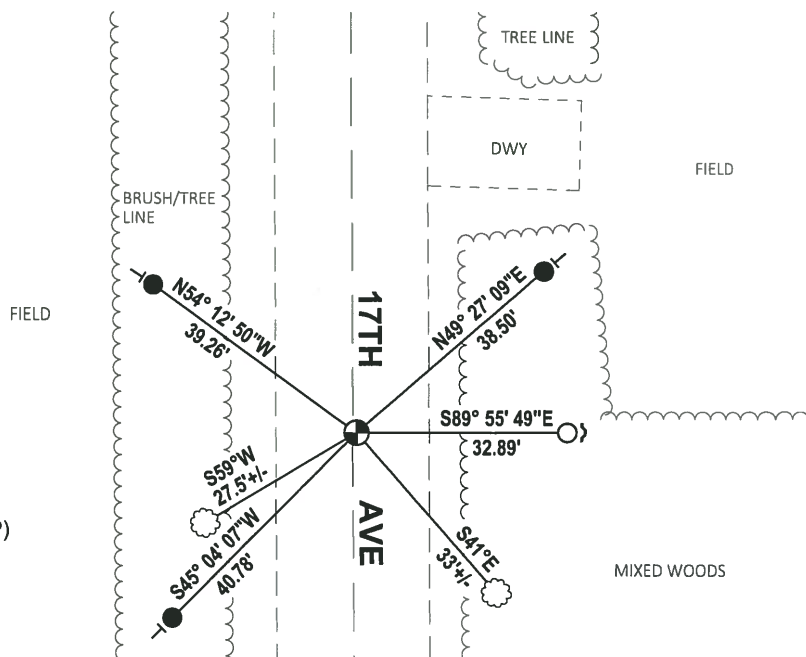 TREE LINE
DWY
FIELD
BRUSH/TREE
LINE
FIELD
N54° 12' 50"W
39.26'
17TH
N49° 27' 09"E
38.50'
S89° 55' 49"E
32.89'
S59°W
27.5'+/-
S45° 04' 07"W
40.78'
AVE
S41°E
33'+/-
MIXED WOODS
°)